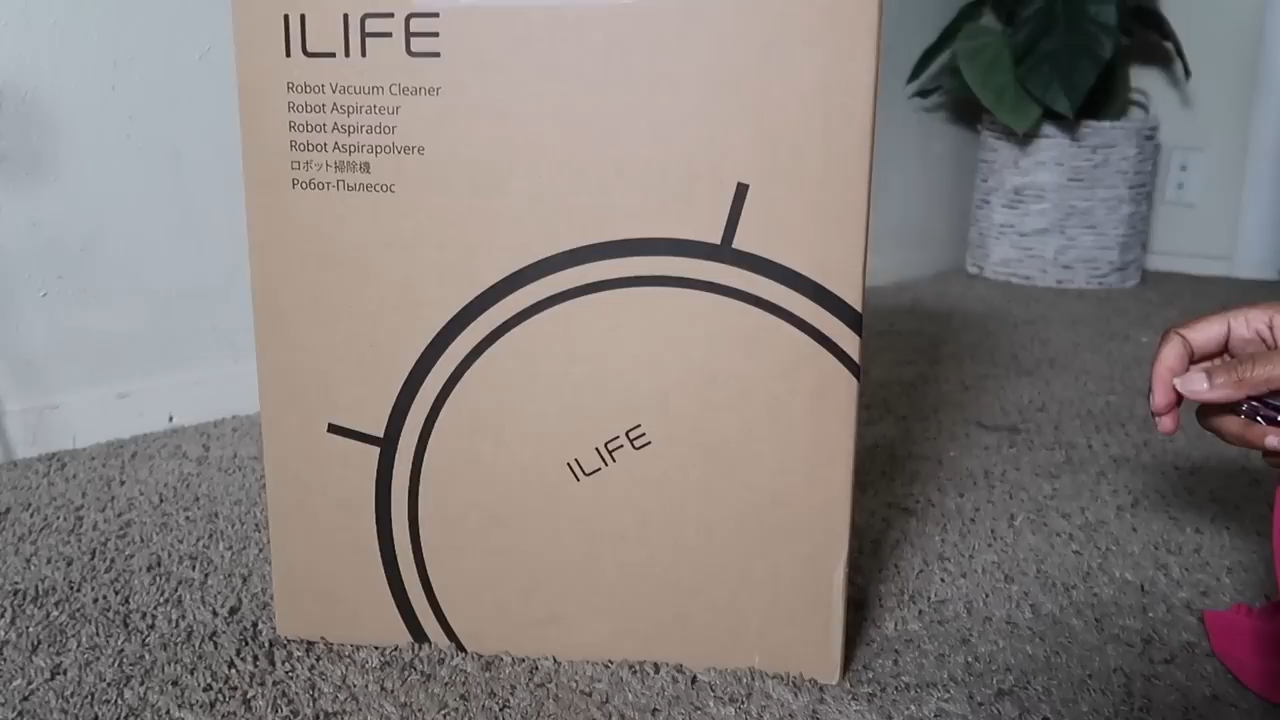 ILIFE
Robot Vacuum Cleaner
Robot Aspirateur
Robot Aspirador
Robot Aspirapolvere
ロボット掃除機
Робот-Пылесос
ILIFE